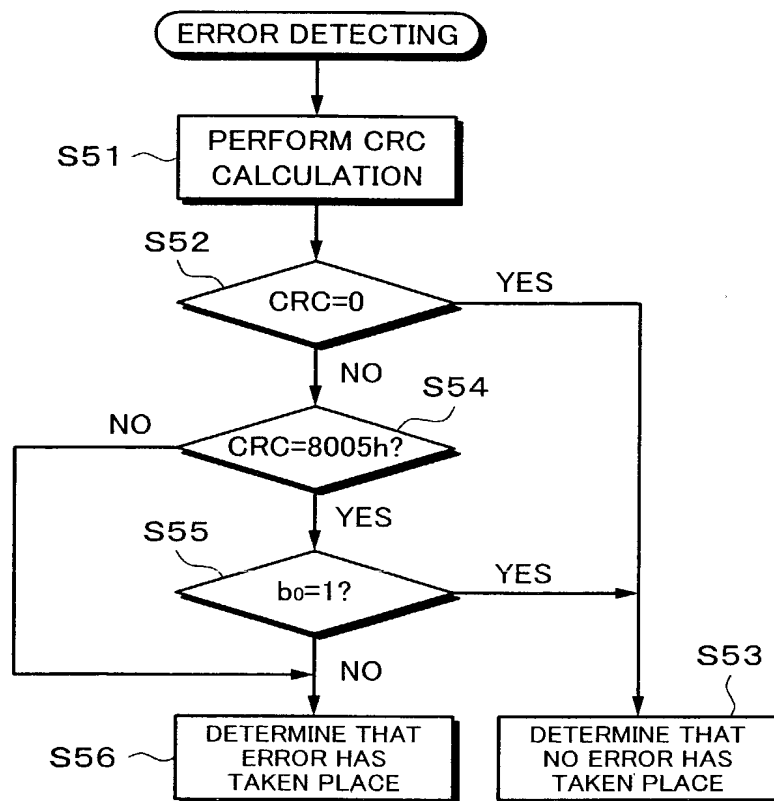 ERROR DETECTING
S51
PERFORM CRC
CALCULATION
S52
CRC=0
YES
NO
S54
NO
CRC=8005h?
YES
S55
b₀=1?
YES
NO
S53
S56
DETERMINE THAT
ERROR HAS
TAKEN PLACE
DETERMINE THAT
NO ERROR HAS
TAKEN PLACE